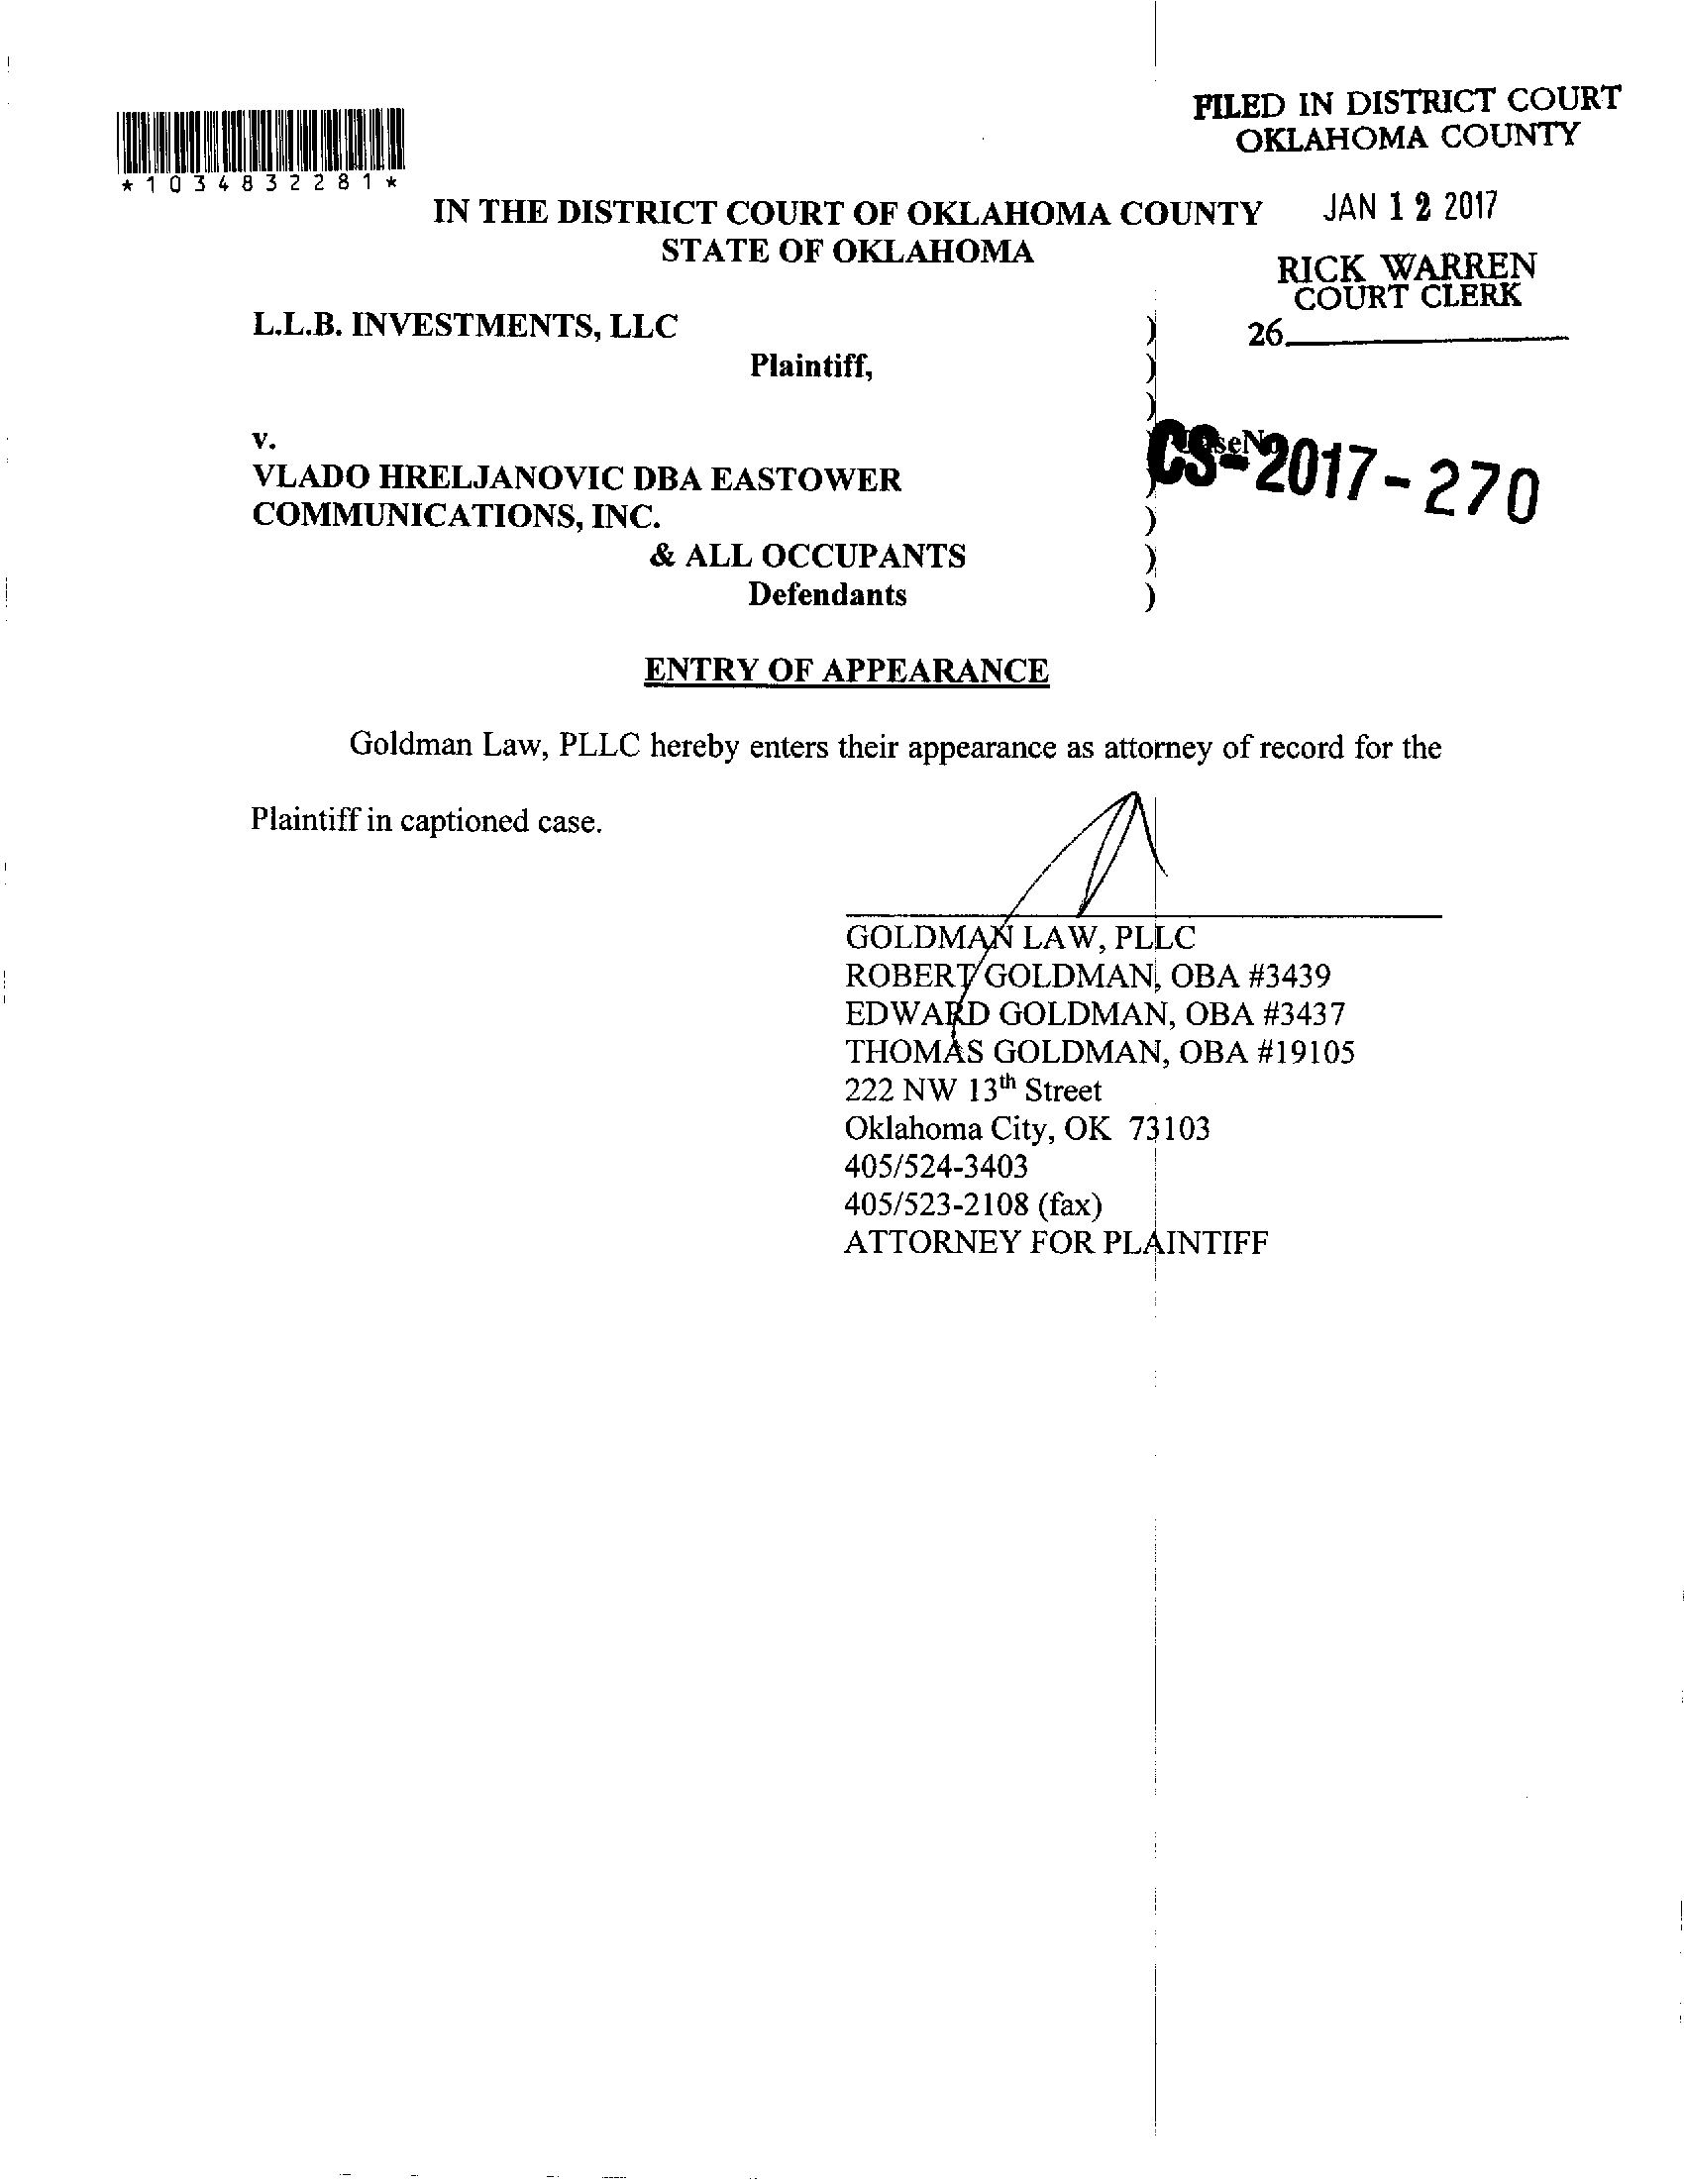 FILED IN DISTRICT COURT
OKLAHOMA COUNTY
*1034832281*
JAN 12 2017
IN THE DISTRICT COURT OF OKLAHOMA COUNTY
STATE OF OKLAHOMA
RICK WARREN
COURT CLERK
26
L.L.B. INVESTMENTS, LLC )
Plaintiff, )
)
v.
CS-2017-270
VLADO HRELJANOVIC DBA EASTOWER )
COMMUNICATIONS, INC. )
& ALL OCCUPANTS )
Defendants )
ENTRY OF APPEARANCE
Goldman Law, PLLC hereby enters their appearance as attorney of record for the
Plaintiff in captioned case.
GOLDMAN LAW, PLLC
ROBERT GOLDMAN, OBA #3439
EDWARD GOLDMAN, OBA #3437
THOMAS GOLDMAN, OBA #19105
222 NW 13th Street
Oklahoma City, OK 73103
405/524-3403
405/523-2108 (fax)
ATTORNEY FOR PLAINTIFF